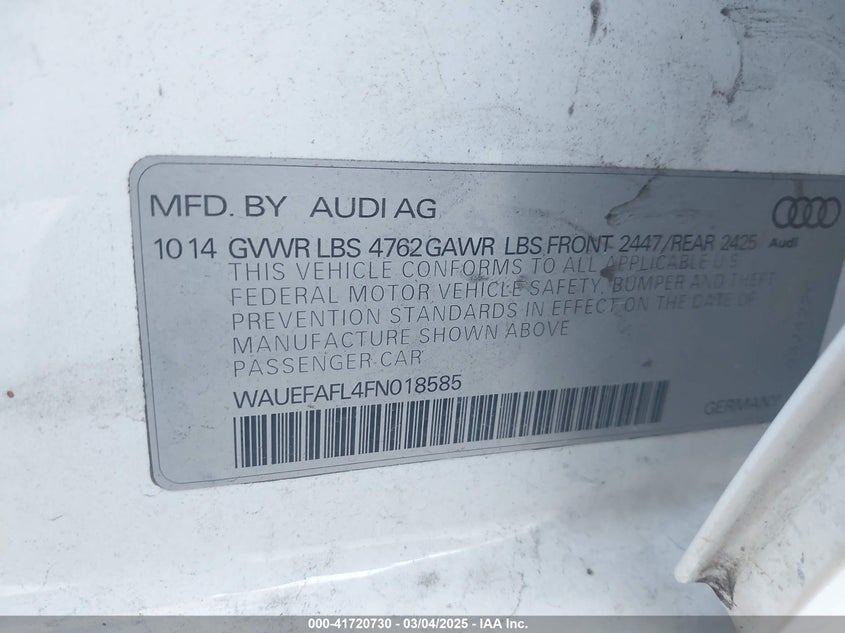 MFD. BY AUDI AG
10 14 GVWR LBS 4762 GAWR LBS FRONT 2447/REAR 2425
Audi
THIS VEHICLE CONFORMS TO ALL APPLICABLE U.S.
FEDERAL MOTOR VEHICLE SAFETY, BUMPER AND THEFT
PREVENTION STANDARDS IN EFFECT ON THE DATE OF
MANUFACTURE SHOWN ABOVE
PASSENGER CAR
WAUEFAFL4FN018585
GERMANY
000-41720730 - 03/04/2025 - IAA Inc.